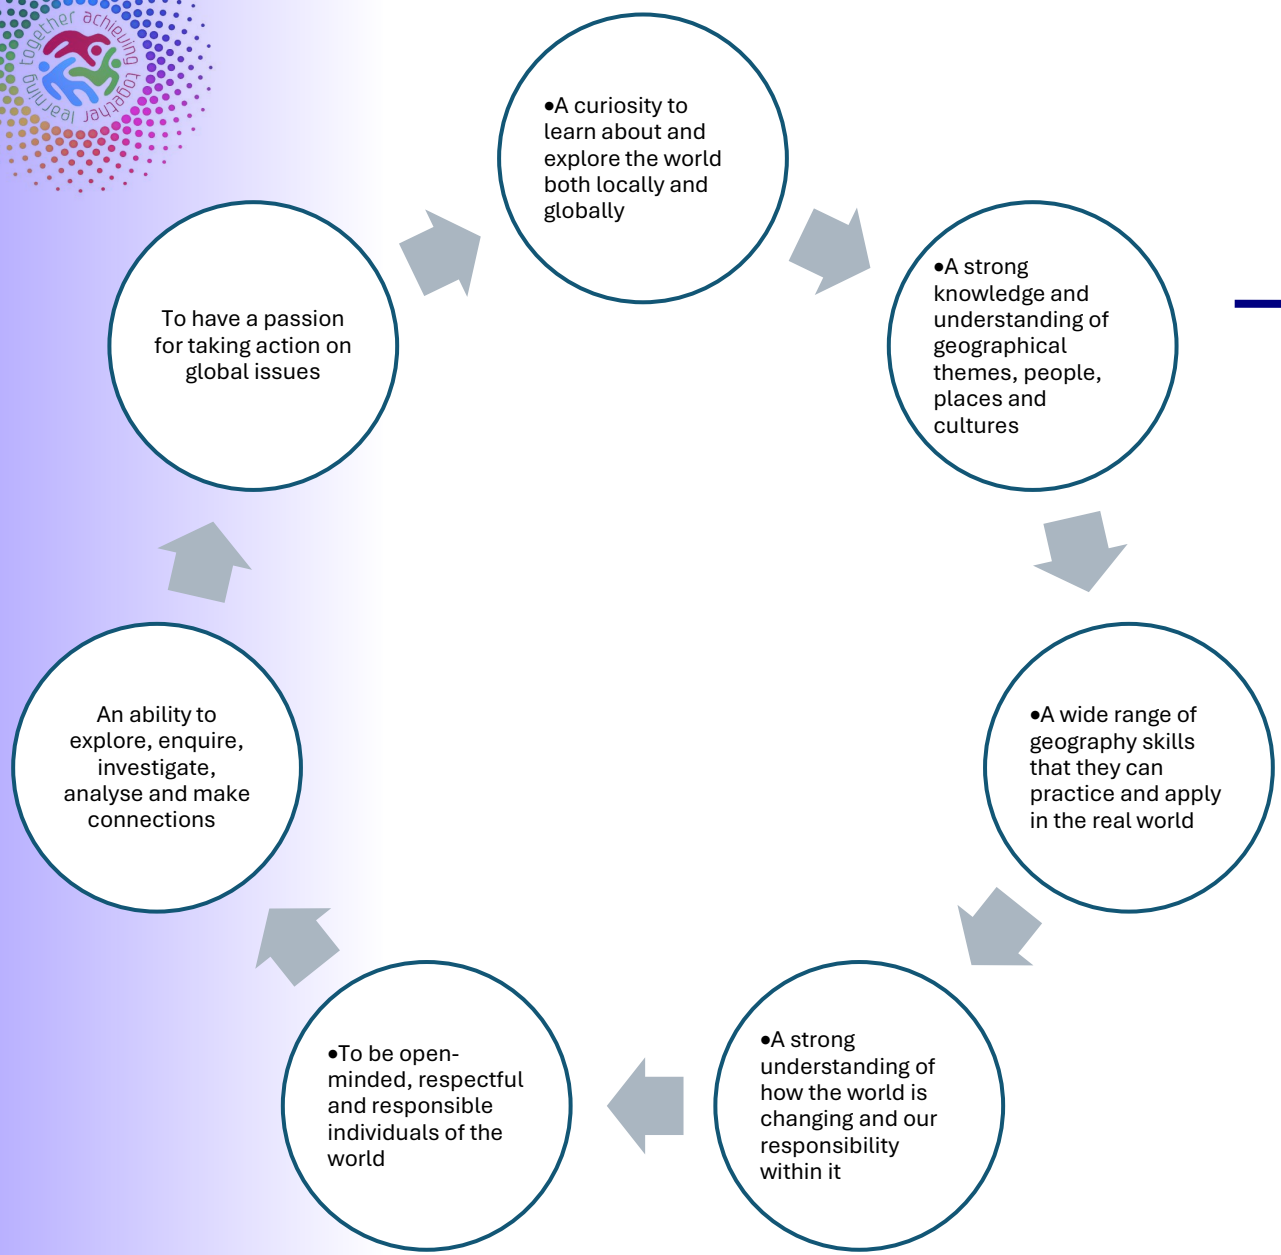 together achieving together learning
•A curiosity to
learn about and
explore the world
both locally and
globally
•A strong
knowledge and
understanding of
geographical
themes, people,
places and
cultures
•A wide range of
geography skills
that they can
practice and apply
in the real world
•A strong
understanding of
how the world is
changing and our
responsibility
within it
•To be open-
minded, respectful
and responsible
individuals of the
world
An ability to
explore, enquire,
investigate,
analyse and make
connections
To have a passion
for taking action on
global issues